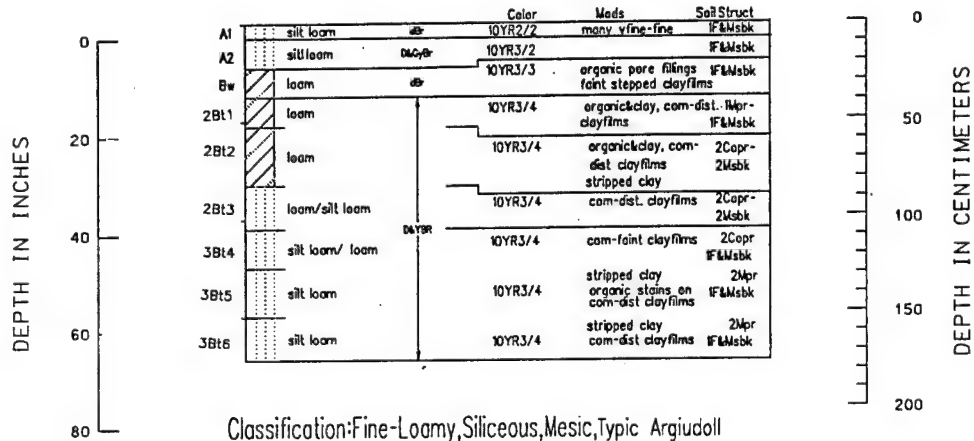 Color Mods Soil Struct
A1 silt loam dBr 10YR2/2 many vfine-fine 1F&Msbk
A2 silt loam D&GyBr 10YR3/2 1F&Msbk
Bw loam dBr 10YR3/3 organic pore fillings 1F&Msbk
faint stepped clayfilms
2Bt1 loam 10YR3/4 organic&clay, com-dist. 1Mpr-
clayfilms 1F&Msbk
2Bt2 loam 10YR3/4 organic&clay, com- 2Copr-
dist clayfilms 2Msbk
stripped clay
2Bt3 loam/silt loam 10YR3/4 com-dist. clayfilms 2Copr-
2Msbk
D&YBR
3Bt4 silt loam/ loam 10YR3/4 com-faint clayfilms 2Copr
1F&Msbk
stripped clay 2Mpr
3Bt5 silt loam 10YR3/4 organic stains on 1F&Msbk
com-dist clayfilms
stripped clay 2Mpr
3Bt6 silt loam 10YR3/4 com-dist clayfilms 1F&Msbk
DEPTH IN INCHES
0
20
40
60
80
DEPTH IN CENTIMETERS
0
50
100
150
200
Classification:Fine-Loamy,Siliceous,Mesic,Typic Argiudoll